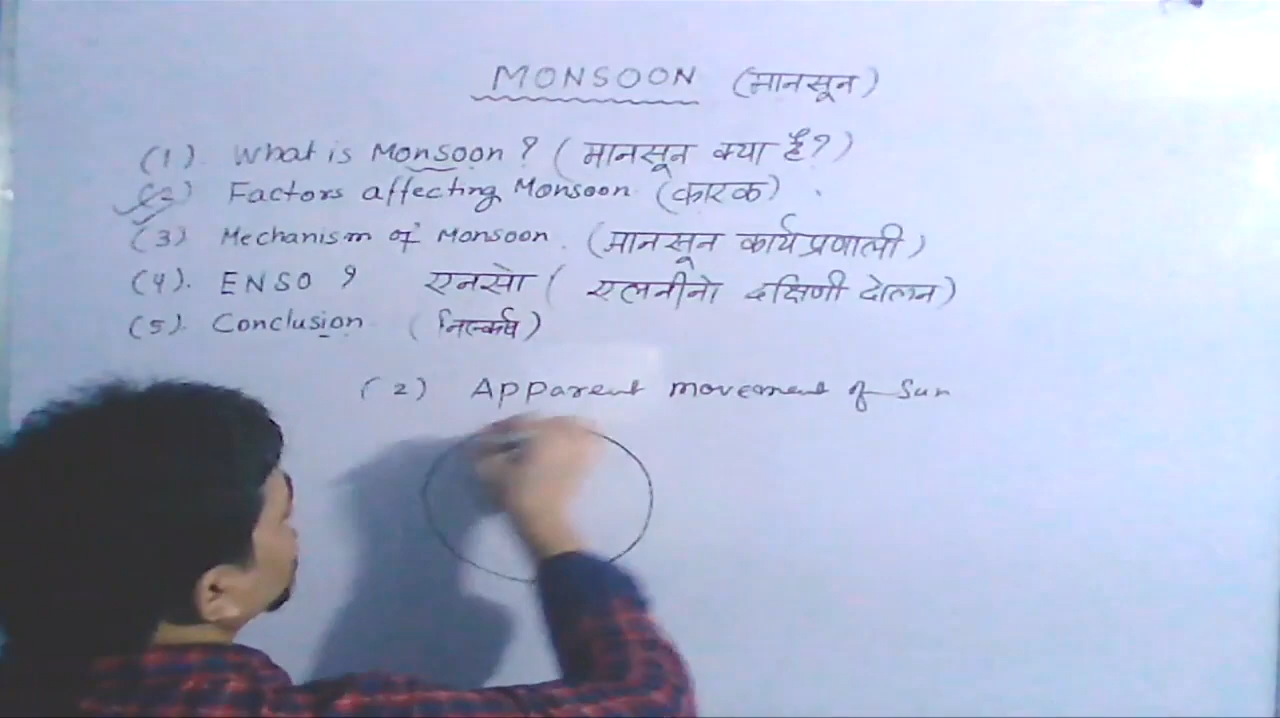 MONSOON (मानसून)
(1). What is Monsoon? (मानसून क्या है?)
(2) Factors affecting Monsoon. (कारक) .
(3) Mechanism of Monsoon. (मानसून कार्यप्रणाली)
(4). ENSO ? एनसो ( एलनीनो दक्षिणी दोलन)
(5). Conclusion (निष्कर्ष)
(2) Apparent movement of Sun